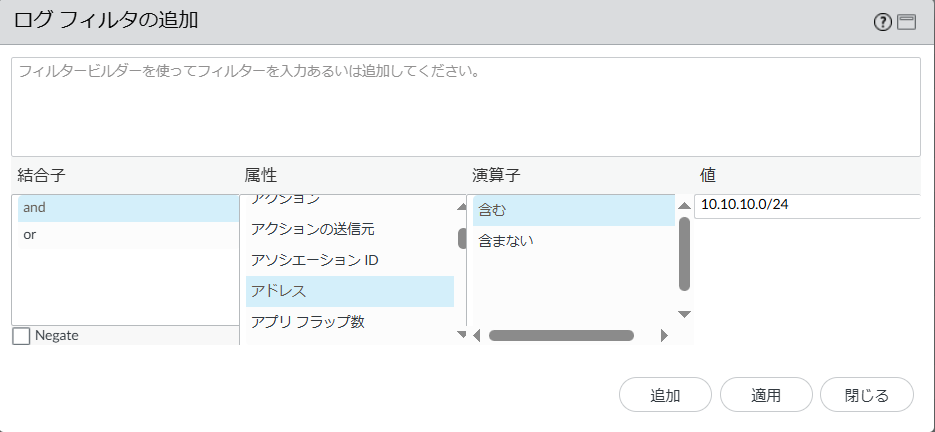 ログ フィルタの追加
フィルタービルダーを使ってフィルターを入力あるいは追加してください。
結合子
属性
演算子
値
and
or
Negate
アクション
アクションの送信元
アソシエーション ID
アドレス
アプリ フラップ数
含む
含まない
10.10.10.0/24
追加
適用
閉じる